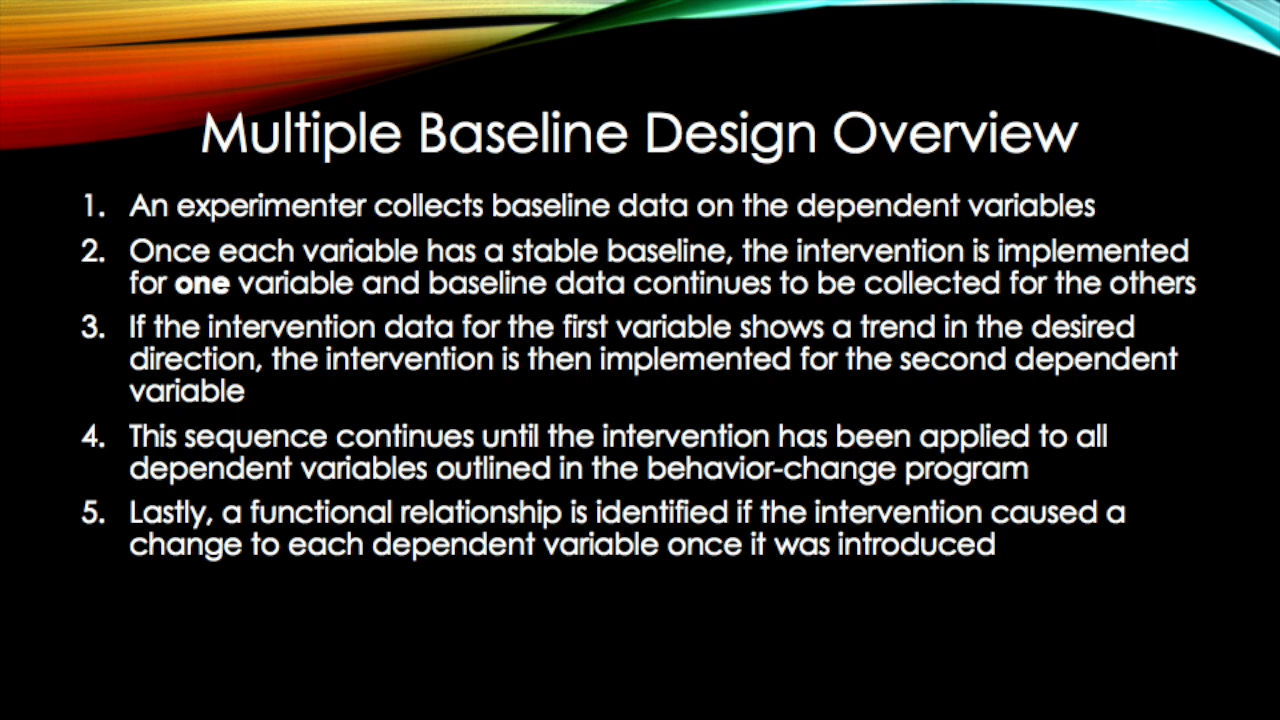 Multiple Baseline Design Overview
1. An experimenter collects baseline data on the dependent variables
2. Once each variable has a stable baseline, the intervention is implemented
for one variable and baseline data continues to be collected for the others
3. If the intervention data for the first variable shows a trend in the desired
direction, the intervention is then implemented for the second dependent
variable
4. This sequence continues until the intervention has been applied to all
dependent variables outlined in the behavior-change program
5. Lastly, a functional relationship is identified if the intervention caused a
change to each dependent variable once it was introduced